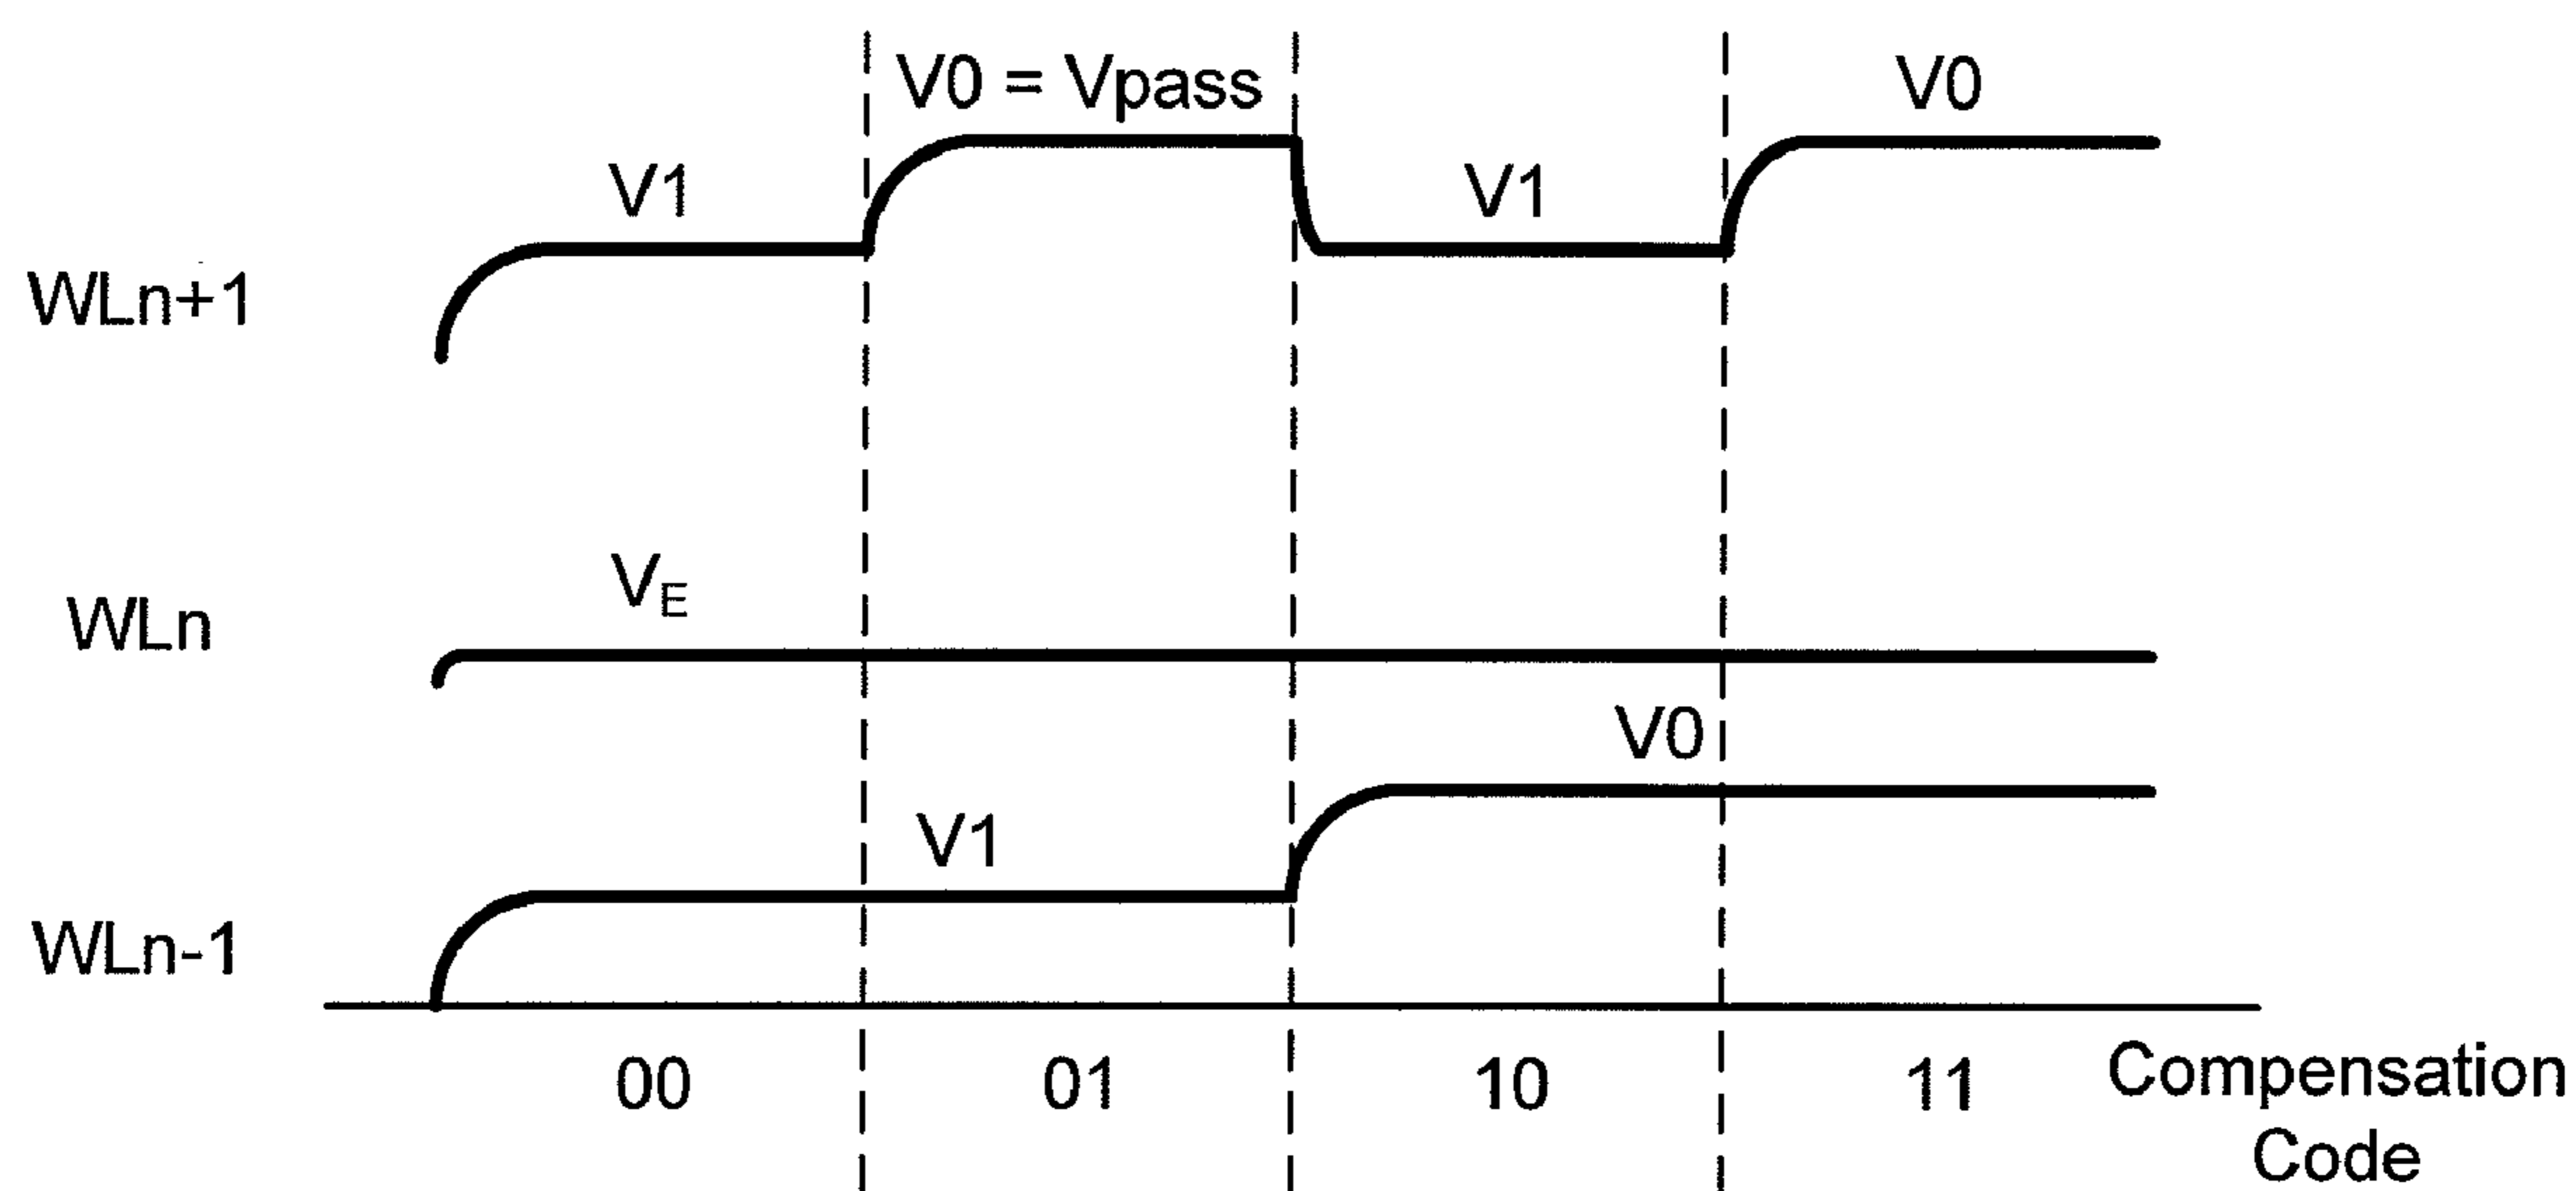 V0 = Vpass
V0
V1
V1
WLn+1
VE
WLn
V0
V1
WLn-1
00
01
10
11
Compensation
Code